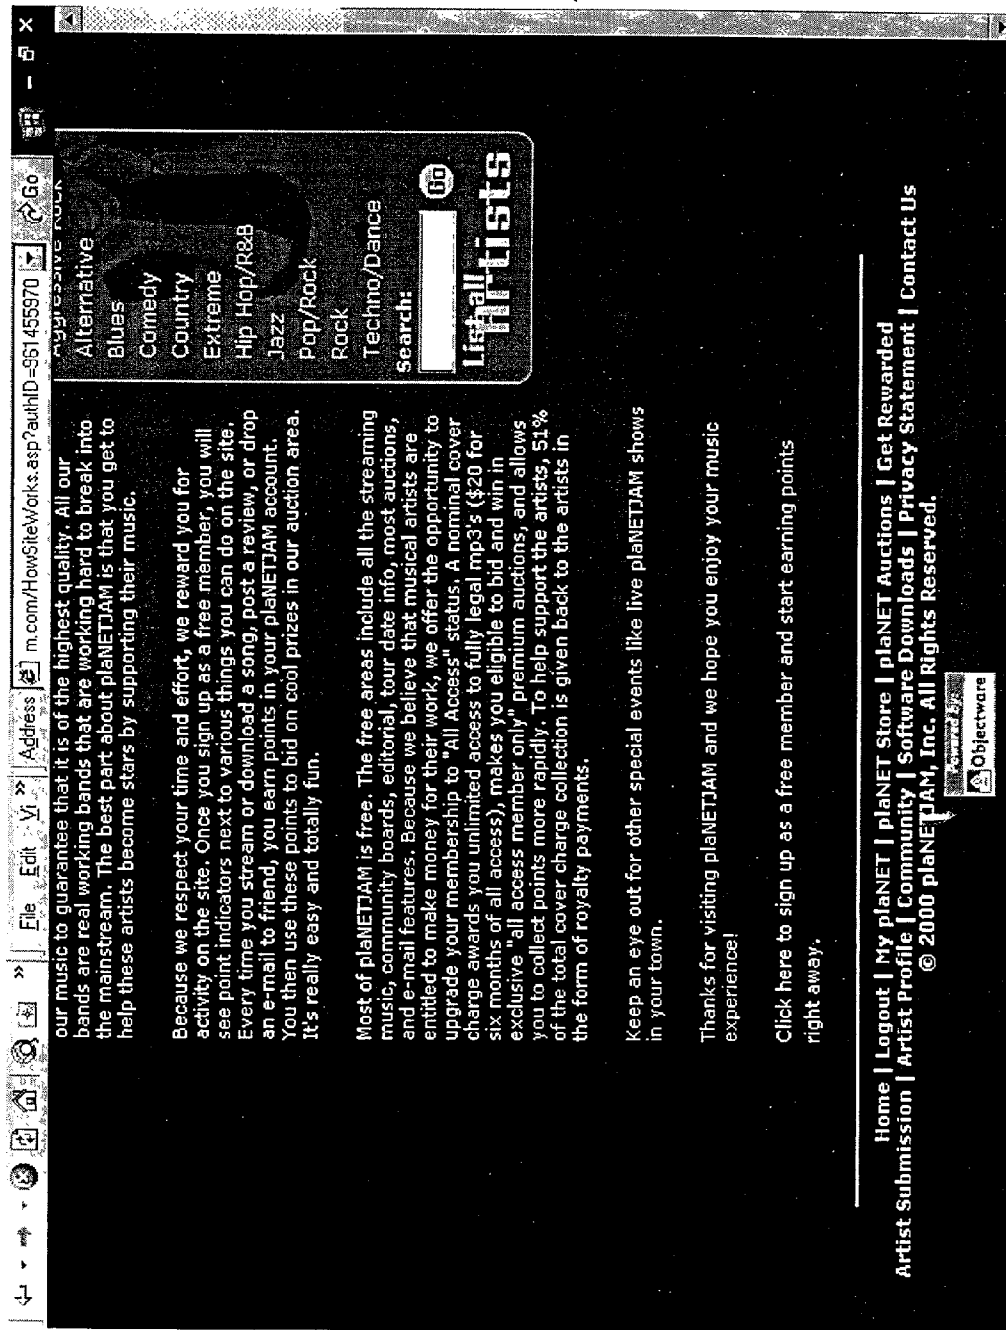 File Edit Vi » Address m.com/HowSiteWorks.asp?authID=961455970 Go
our music to guarantee that it is of the highest quality. All our
bands are real working bands that are working hard to break into
the mainstream. The best part about plaNETJAM is that you get to
help these artists become stars by supporting their music.
Because we respect your time and effort, we reward you for
activity on the site. Once you sign up as a free member, you will
see point indicators next to various things you can do on the site.
Every time you stream or download a song, post a review, or drop
an e-mail to friend, you earn points in your plaNETJAM account.
You then use these points to bid on cool prizes in our auction area.
It's really easy and totally fun.
Most of plaNETJAM is free. The free areas include all the streaming
music, community boards, editorial, tour date info, most auctions,
and e-mail features. Because we believe that musical artists are
entitled to make money for their work, we offer the opportunity to
upgrade your membership to "All Access" status. A nominal cover
charge awards you unlimited access to fully legal mp3's ($20 for
six months of all access), makes you eligible to bid and win in
exclusive "all access member only" premium auctions, and allows
you to collect points more rapidly. To help support the artists, 51%
of the total cover charge collection is given back to the artists in
the form of royalty payments.
Keep an eye out for other special events like live plaNETJAM shows
in your town.
Thanks for visiting plaNETJAM and we hope you enjoy your music
experience!
Click here to sign up as a free member and start earning points
right away.
Aggressive Rock
Alternative
Blues
Comedy
Country
Extreme
Hip Hop/R&B
Jazz
Pop/Rock
Rock
Techno/Dance
Search:
Go
List all
Artists
Home | Logout | My plaNET | plaNET Store | plaNET Auctions | Get Rewarded
Artist Submission | Artist Profile | Community | Software Downloads | Privacy Statement | Contact Us
© 2000 plaNETJAM, Inc. All Rights Reserved.
Powered By
Objectware